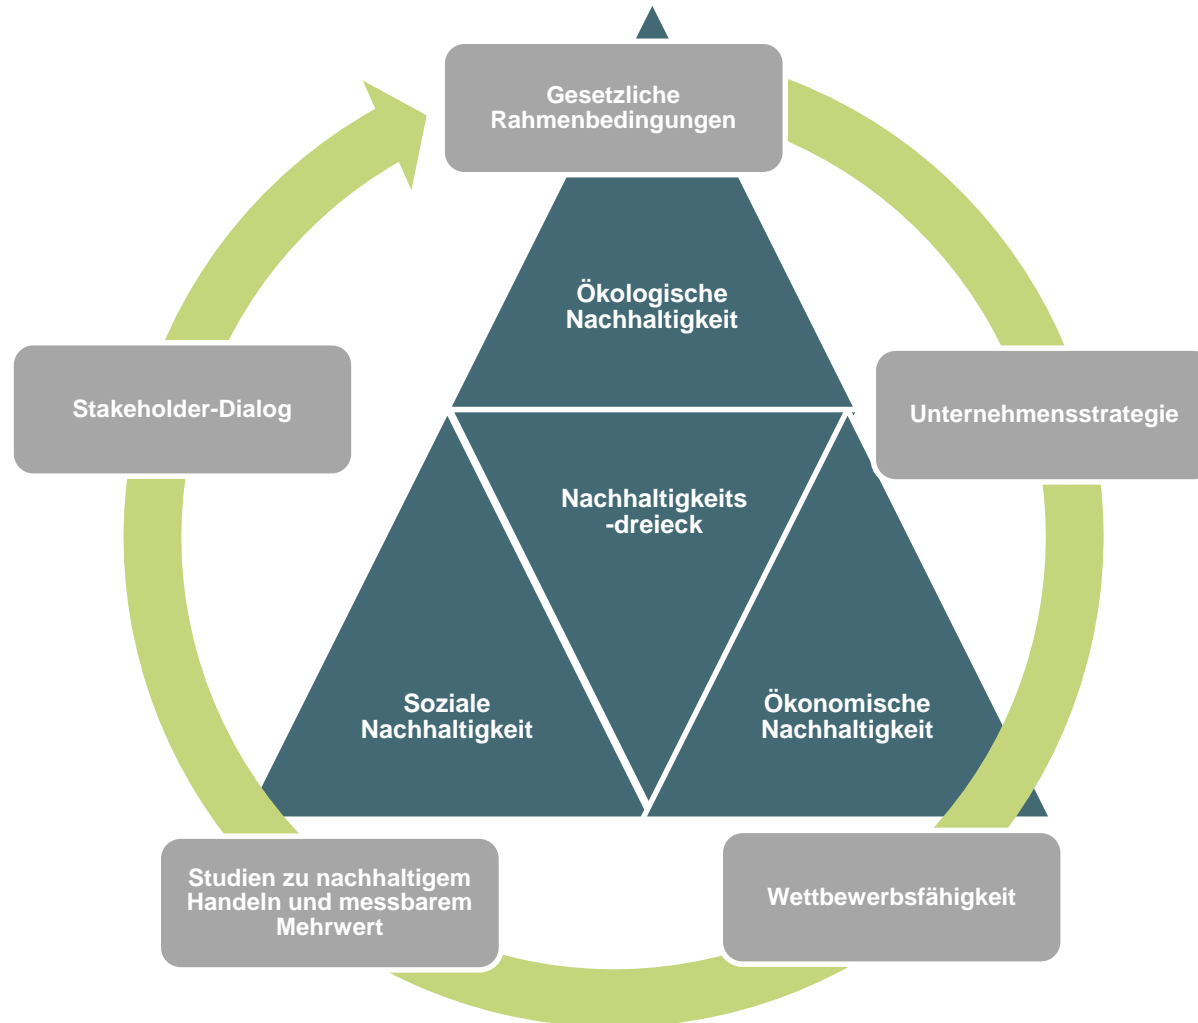 Gesetzliche
Rahmenbedingungen
Ökologische
Nachhaltigkeit
Stakeholder-Dialog
Unternehmensstrategie
Nachhaltigkeits
-dreieck
Soziale
Nachhaltigkeit
Ökonomische
Nachhaltigkeit
Studien zu nachhaltigem
Handeln und messbarem
Mehrwert
Wettbewerbsfähigkeit